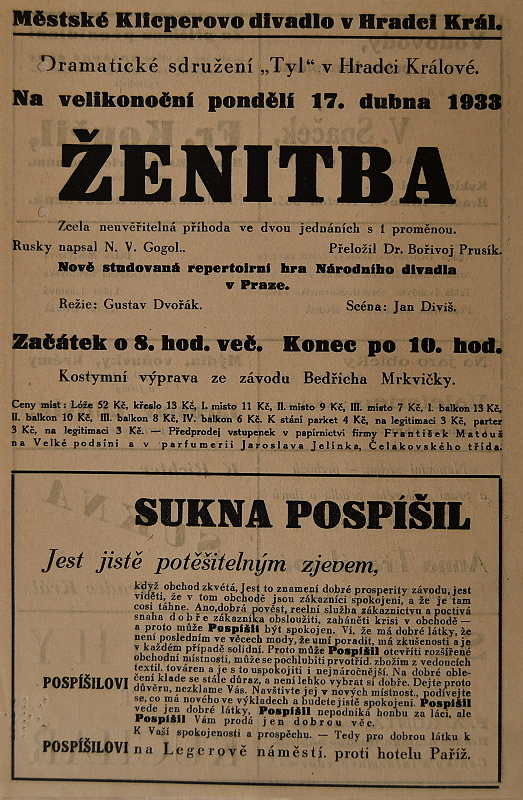 Městské Klicperovo divadlo v Hradci Král.
Dramatické sdružení „Tyl“ v Hradci Králové.
Na velikonoční pondělí 17. dubna 1933
ŽENITBA
Zcela neuvěřitelná příhoda ve dvou jednáních s 1 proměnou.
Rusky napsal N. V. Gogol.. Přeložil Dr. Bořivoj Prusík.
Nově studovaná repertoirní hra Národního divadla
v Praze.
Režie: Gustav Dvořák. Scéna: Jan Diviš.
Začátek o 8. hod. več. Konec po 10. hod.
Kostymní výprava ze závodu Bedřicha Mrkvičky.
Ceny míst: Lóže 52 Kč, křeslo 13 Kč, I. místo 11 Kč, II. místo 9 Kč, III. místo 7 Kč, I. balkon 13 Kč,
II. balkon 10 Kč, III. balkon 8 Kč, IV. balkon 6 Kč. K stání parket 4 Kč, na legitimaci 3 Kč, parter
3 Kč, na legitimaci 3 Kč. — Předprodej vstupenek v papírnictví firmy František Matouš
na Velké podsíni a v parfumerii Jaroslava Jelínka, Čelakovského třída.
SUKNA POSPÍŠIL
Jest jistě potěšitelným zjevem,
když obchod zkvétá. Jest to znamení dobré prosperity závodu, jest
viděti, že v tom obchodě jsou zákazníci spokojeni, a že je tam
cosi táhne. Ano,dobrá pověst, reelní služba zákaznictvu a poctivá
snaha dobře zákazníka obsloužiti, zaháněti krisi v obchodě —
a proto může Pospíšil být spokojen. Ví, že má dobré látky, že
není posledním ve věcech mody, že umí poradit, má zkušenosti a je
v každém případě solidní. Proto může Pospíšil otevříti rozšířené
obchodní místnosti, může se pochlubiti prvotříd. zbožím z vedoucích
textil. továren a je s to uspokojiti i nejnáročnější. Na dobré oble-
POSPÍŠILOVI čení klade se stále důraz, a není lehko vybrat si dobře. Dejte proto
důvěru, nezklame Vás. Navštivte jej v nových místnost., podívejte
se, co má nového ve výkladech a budete jistě spokojeni. Pospíšil
vede jen dobré látky, Pospíšil nepodniká honbu za láci, ale
Pospíšil Vám prodá jen dobrou věc.
K Vaší spokojenosti a prospěchu. — Tedy pro dobrou látku k
POSPÍŠILOVI na Legerově náměstí. proti hotelu Paříž.